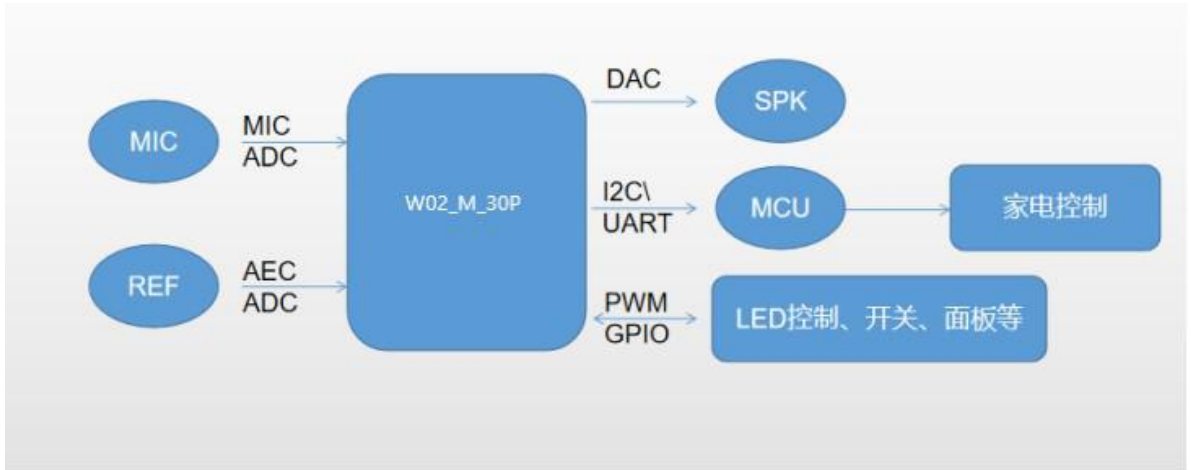 MIC
MIC
ADC
REF
AEC
ADC
W02_M_30P
DAC
SPK
I2C\
UART
MCU
家电控制
PWM
GPIO
LED控制、开关、面板等